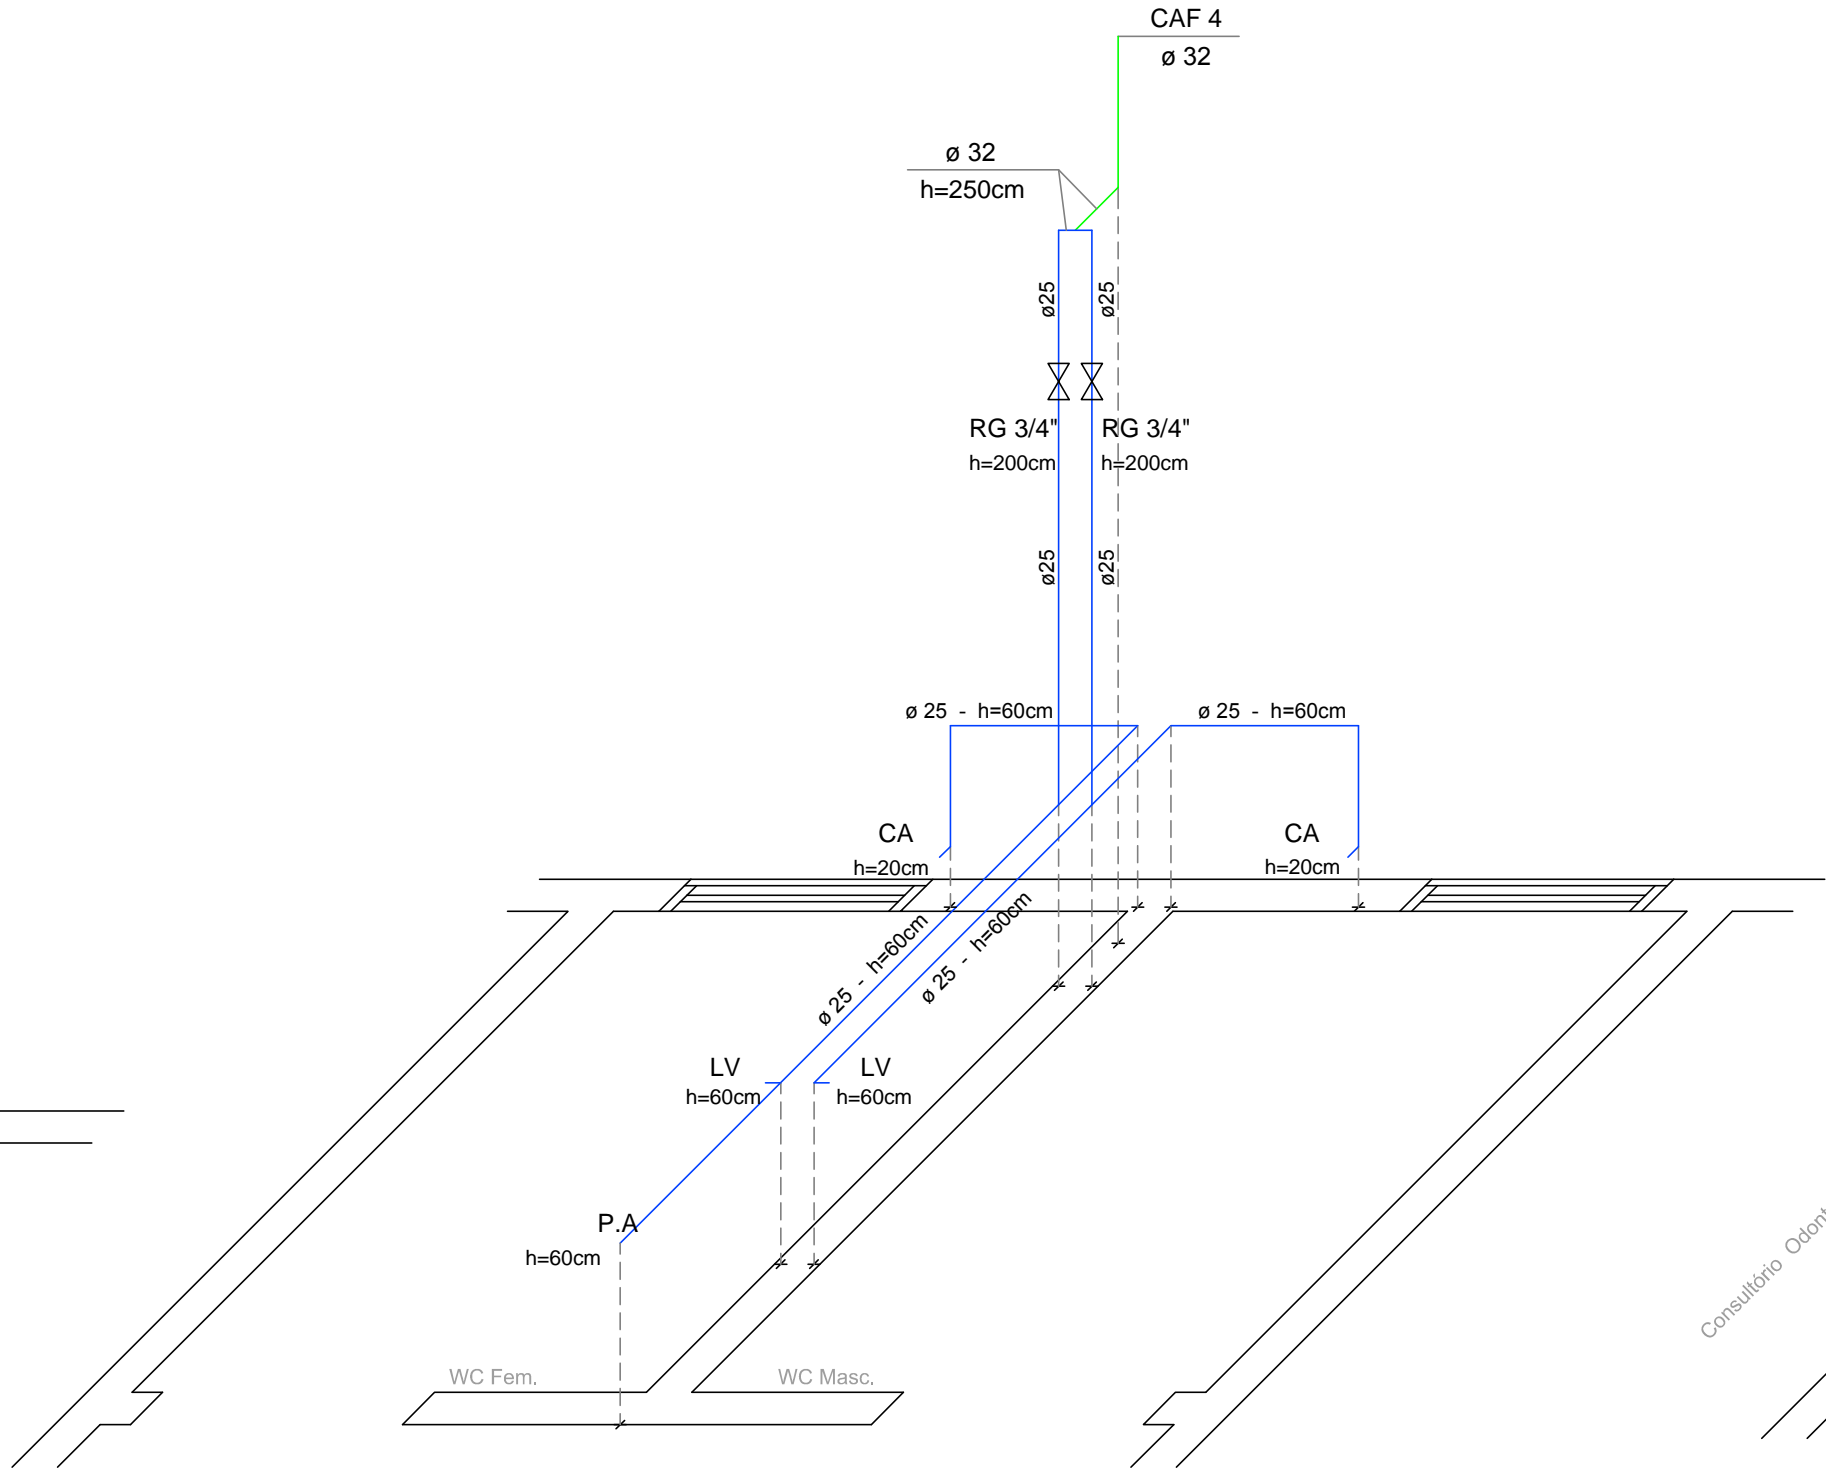 CAF 4
ø 32
ø 32
h=250cm
ø25
ø25
RG 3/4"
RG 3/4"
h=200cm
h=200cm
ø25
ø25
ø 25 - h=60cm
ø 25 - h=60cm
CA
CA
h=20cm
h=20cm
ø 25 - h=60cm
ø 25 - h=60cm
LV
LV
h=60cm
h=60cm
P.A
h=60cm
Consultório Odont
WC Fem.
WC Masc.